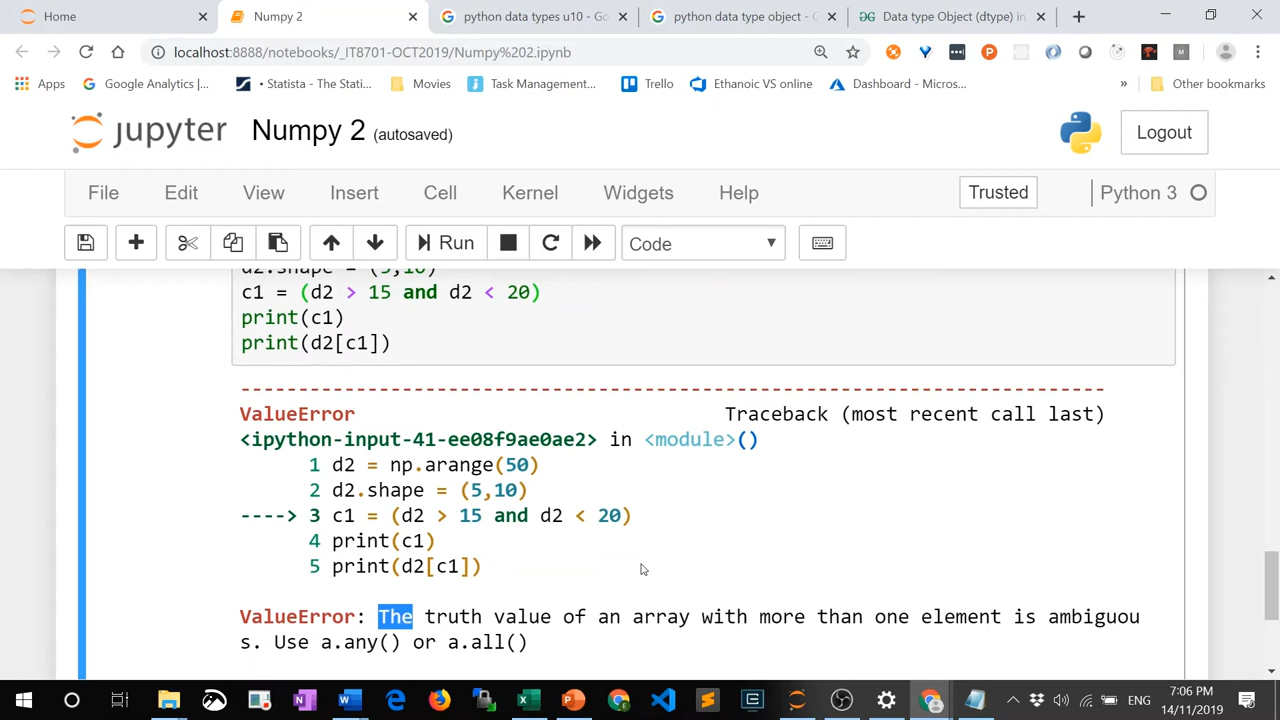 Home
Numpy 2
python data types u10 - Go
python data type object - G
Data type Object (dtype) in
localhost:8888/notebooks/_IT8701-OCT2019/Numpy%202.ipynb
Apps
Google Analytics |...
• Statista - The Stati...
Movies
Task Management...
Trello
Ethanoic VS online
Dashboard - Micros...
»
Other bookmarks
jupyter
Numpy 2 (autosaved)
Logout
File
Edit
View
Insert
Cell
Kernel
Widgets
Help
Trusted
Python 3
Run
Code
d2.shape = (5,10)
c1 = (d2 > 15 and d2 < 20)
print(c1)
print(d2[c1])
---------------------------------------------------------------------------
ValueError Traceback (most recent call last)
<ipython-input-41-ee08f9ae0ae2> in <module>()
1 d2 = np.arange(50)
2 d2.shape = (5,10)
----> 3 c1 = (d2 > 15 and d2 < 20)
4 print(c1)
5 print(d2[c1])
ValueError: The truth value of an array with more than one element is ambiguou
s. Use a.any() or a.all()
ENG
7:06 PM
14/11/2019